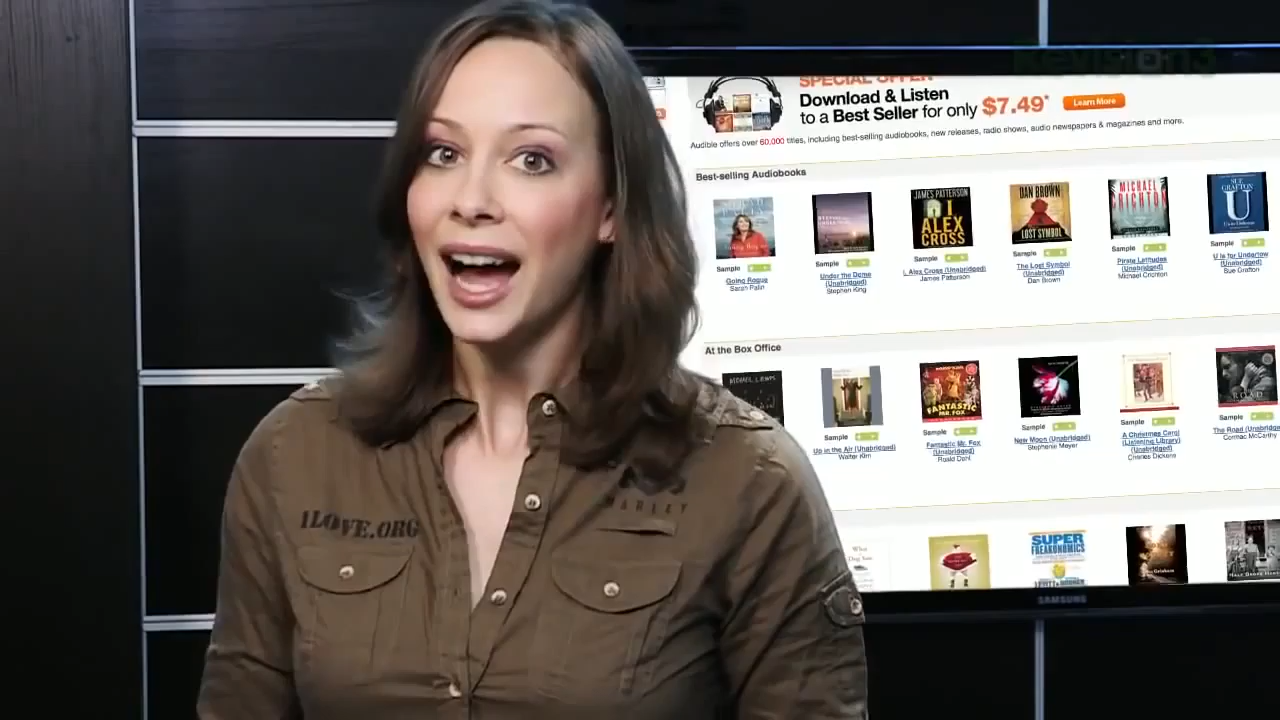 revision3
SPECIAL OFFER
Download & Listen
to a Best Seller for only $7.49*
Learn More
Audible offers over 60,000 titles, including best-selling audiobooks, new releases, radio shows, audio newspapers & magazines and more.
Best-selling Audiobooks
JAMES PATTERSON
I
ALEX
CROSS
DAN BROWN
LOST SYMBOL
MICHAEL
CRICHTON
SUE
GRAFTON
U
Sample
Sample
Sample
Sample
Sample
Sample
Going Rogue
Sarah Palin
Under the Dome
(Unabridged)
Stephen King
I, Alex Cross (Unabridged)
James Patterson
The Lost Symbol
(Unabridged)
Dan Brown
Pirate Latitudes
(Unabridged)
Michael Crichton
U is for Undertow
(Unabridged)
Sue Grafton
At the Box Office
MICHAEL LEWIS
FANTASTIC
MR. FOX
ROAD
Sample
Sample
Sample
Sample
Sample
Up in the Air (Unabridged)
Walter Kirn
Fantastic Mr. Fox
(Unabridged)
Roald Dahl
New Moon (Unabridged)
Stephenie Meyer
A Christmas Carol
(Listening Library)
(Unabridged)
Charles Dickens
The Road (Unabridged
Cormac McCarthy
SUPER
FREAKONOMICS
HALF BROKE HORSES
SAMSUNG
1LOVE.ORG
MARLEY